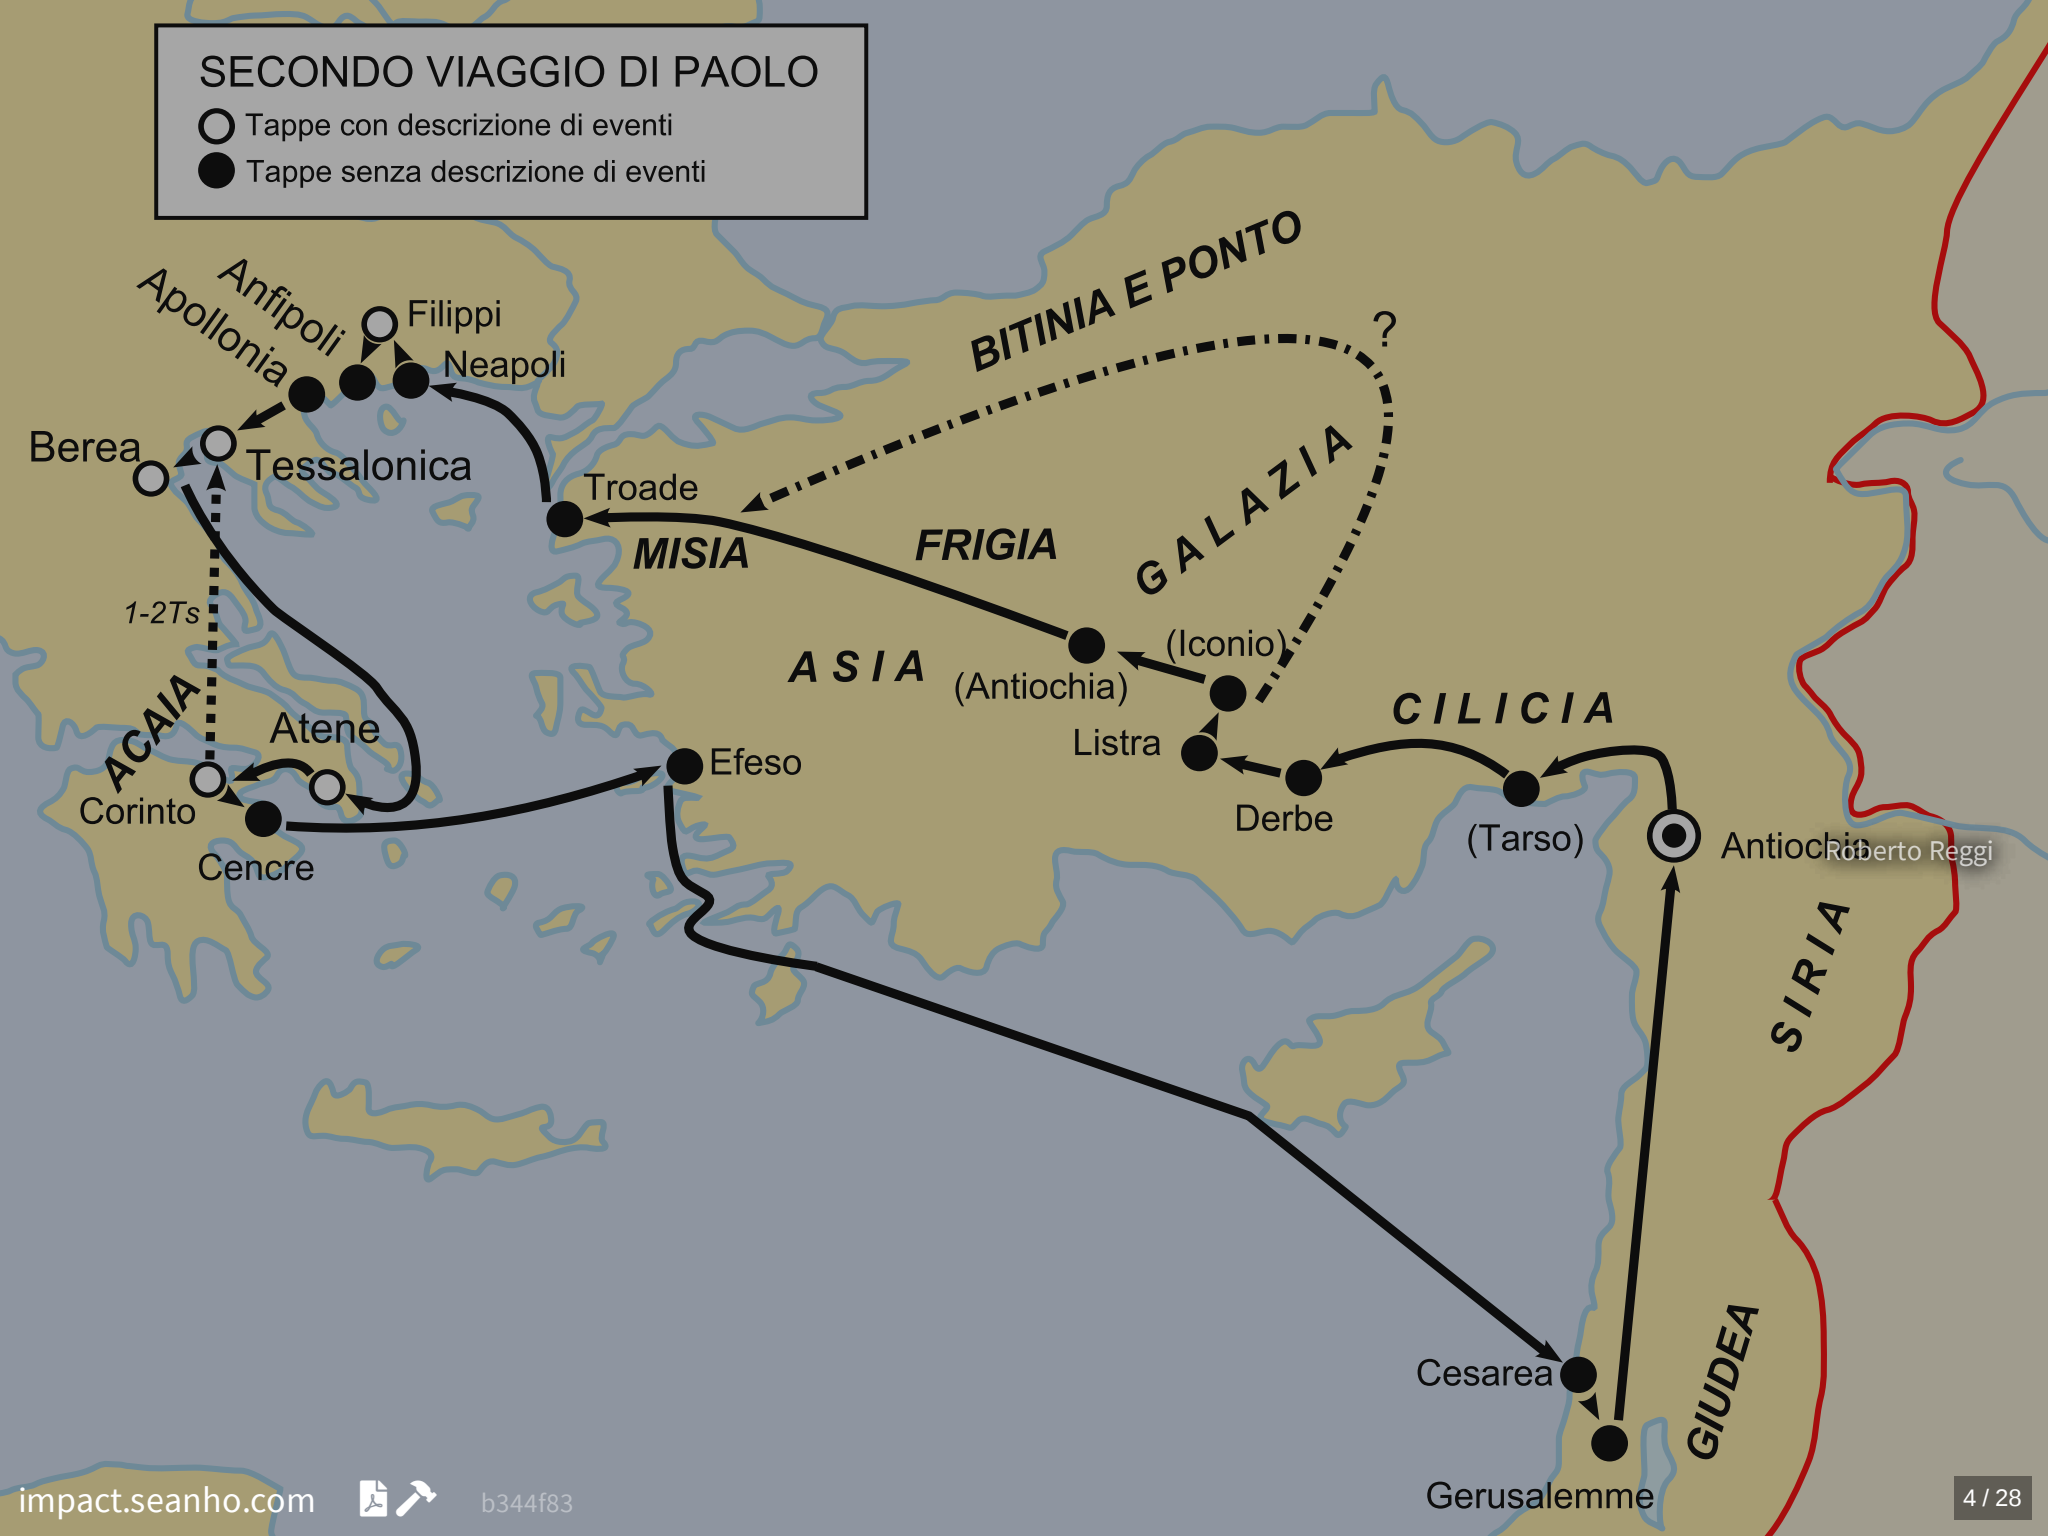 SECONDO VIAGGIO DI PAOLO
Tappe con descrizione di eventi
Tappe senza descrizione di eventi
BITINIA E PONTO
?
Anfipoli
Apollonia
Filippi
Neapoli
Berea
Tessalonica
Troade
MISIA
FRIGIA
GALAZIA
1-2Ts
ASIA
(Iconio)
(Antiochia)
CILICIA
ACAIA
Atene
Listra
Efeso
Corinto
Derbe
(Tarso)
Antiochia
Roberto Reggi
Cencre
SIRIA
Cesarea
GIUDEA
Gerusalemme
impact.seanho.com
b344f83
4 / 28